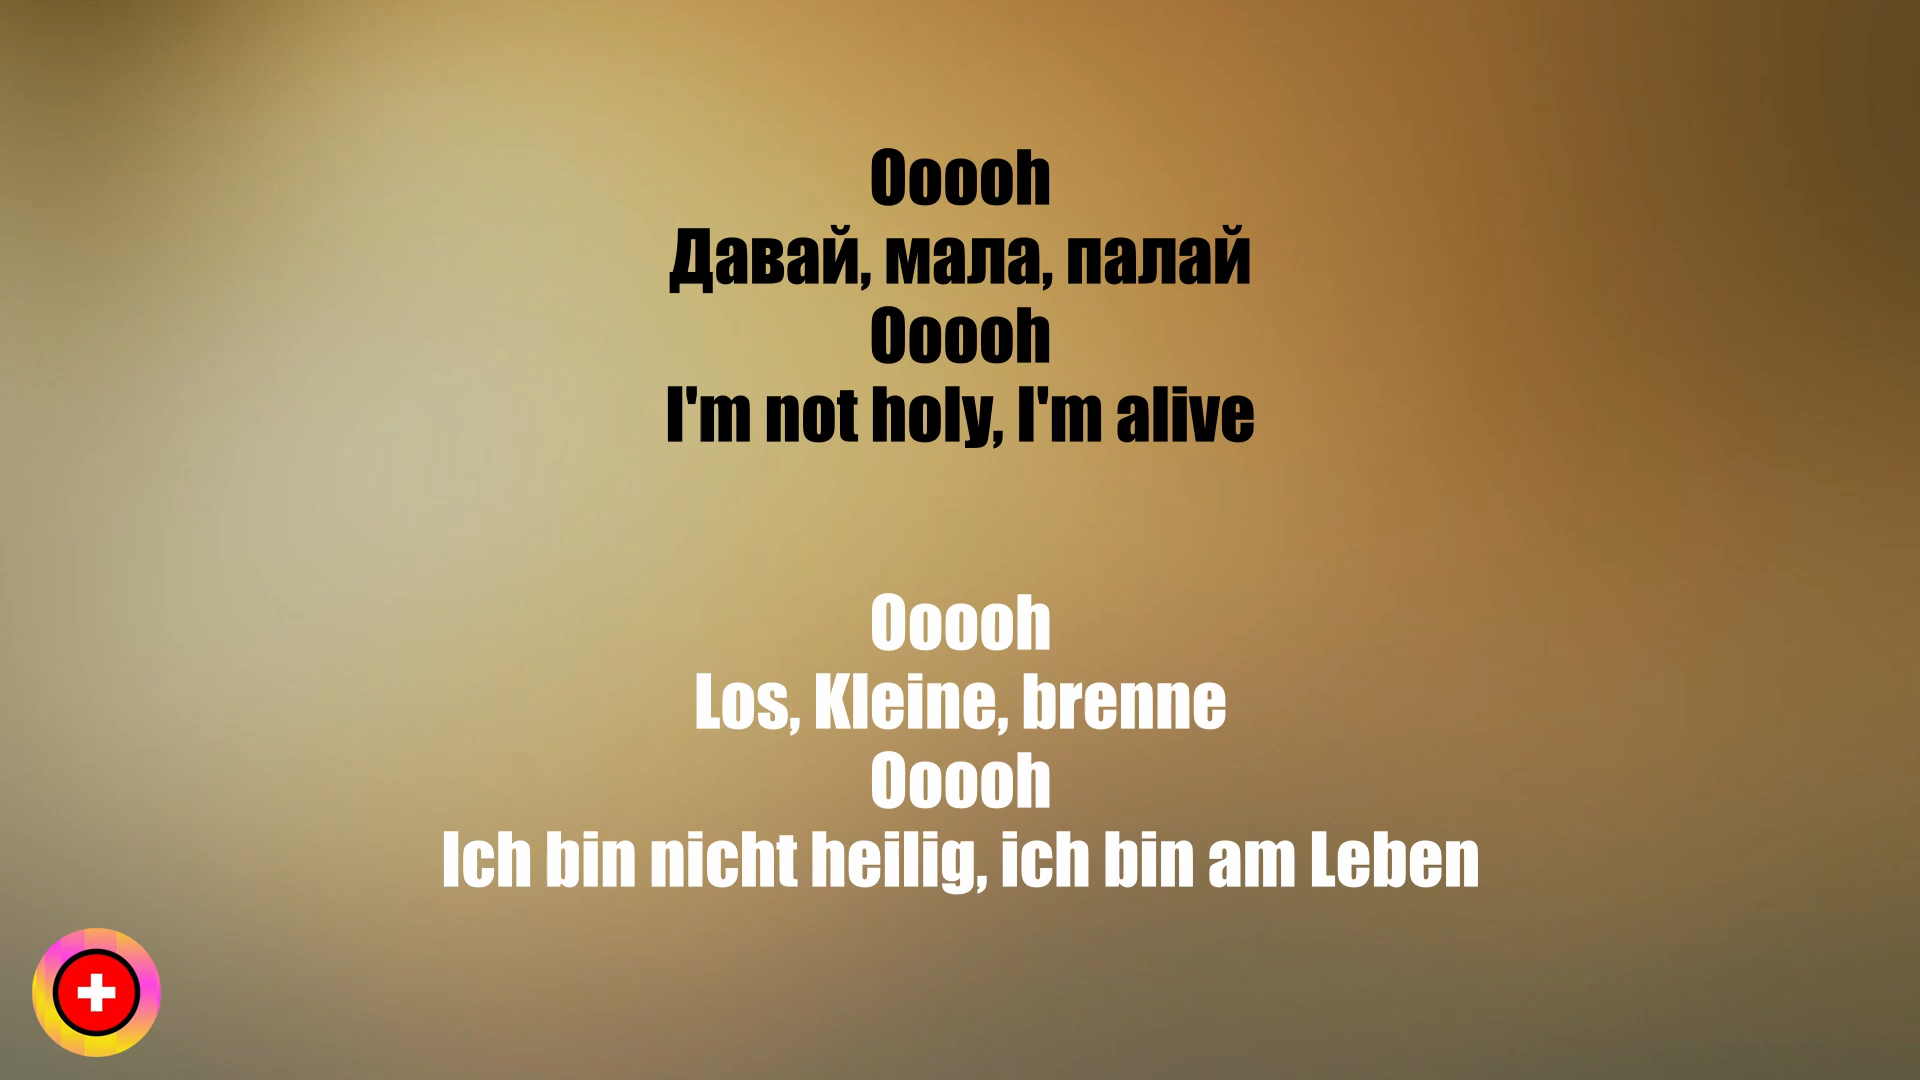 Ooooh
Давай, мала, палай
Ooooh
I'm not holy, I'm alive
Ooooh
Los, Kleine, brenne
Ooooh
Ich bin nicht heilig, ich bin am Leben